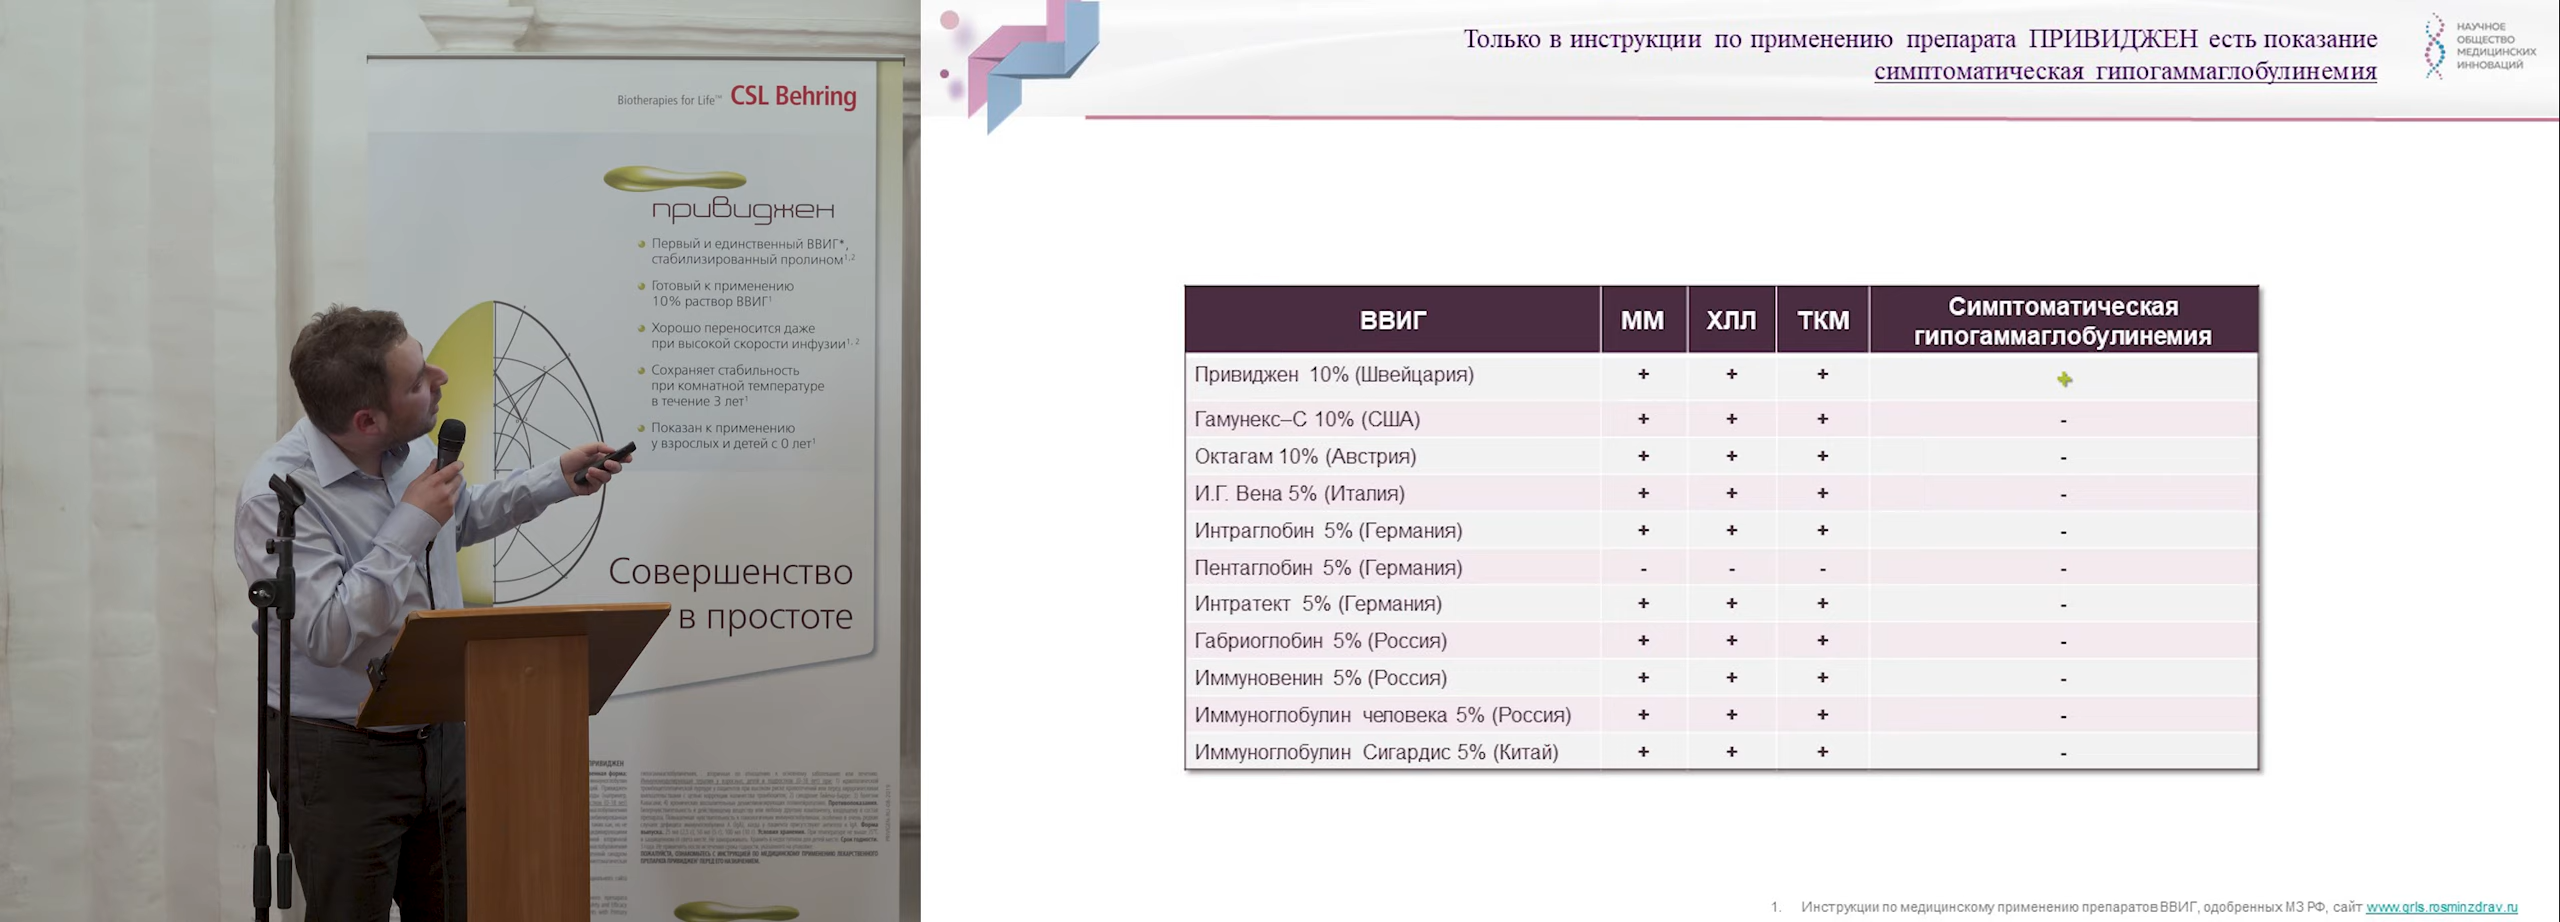 Biotherapies for Life™ CSL Behring
привиджен
Первый и единственный ВВИГ*,
стабилизированный пролином1,2
Готовый к применению
10% раствор ВВИГ1
Хорошо переносится даже
при высокой скорости инфузии1,2
Сохраняет стабильность
при комнатной температуре
в течение 3 лет1
Показан к применению
у взрослых и детей с 0 лет1
Совершенство
в простоте
ПРИВИДЖЕН
Только в инструкции по применению препарата ПРИВИДЖЕН есть показание
симптоматическая гипогаммаглобулинемия
НАУЧНОЕ
ОБЩЕСТВО
МЕДИЦИНСКИХ
ИННОВАЦИЙ
ВВИГ ММ ХЛЛ ТКМ Симптоматическая
гипогаммаглобулинемия
Привиджен 10% (Швейцария) + + + +
Гамунекс–С 10% (США) + + + -
Октагам 10% (Австрия) + + + -
И.Г. Вена 5% (Италия) + + + -
Интраглобин 5% (Германия) + + + -
Пентаглобин 5% (Германия) - - - -
Интратект 5% (Германия) + + + -
Габриоглобин 5% (Россия) + + + -
Иммуновенин 5% (Россия) + + + -
Иммуноглобулин человека 5% (Россия) + + + -
Иммуноглобулин Сигардис 5% (Китай) + + + -
1. Инструкции по медицинскому применению препаратов ВВИГ, одобренных МЗ РФ, сайт www.grls.rosminzdrav.ru